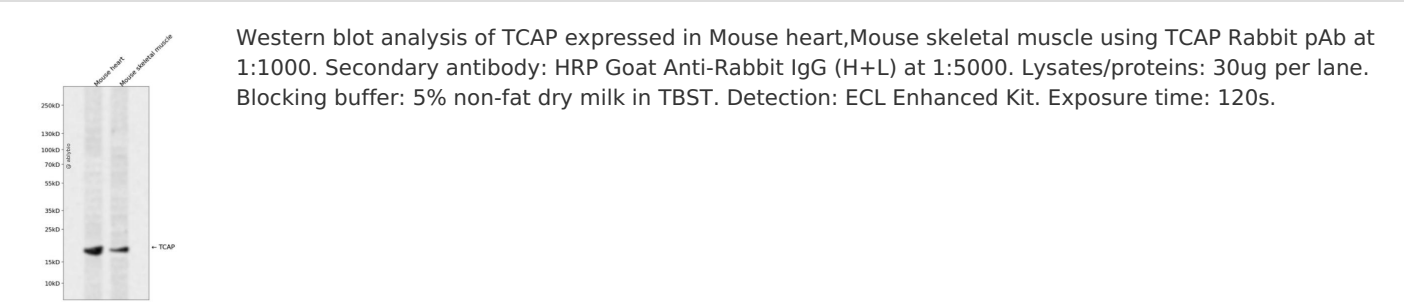 Western blot analysis of TCAP expressed in Mouse heart,Mouse skeletal muscle using TCAP Rabbit pAb at
1:1000. Secondary antibody: HRP Goat Anti-Rabbit IgG (H+L) at 1:5000. Lysates/proteins: 30ug per lane.
Blocking buffer: 5% non-fat dry milk in TBST. Detection: ECL Enhanced Kit. Exposure time: 120s.
Mouse heart
Mouse skeletal muscle
250kD
130kD
100kD
70kD
55kD
35kD
25kD
← TCAP
15kD
10kD